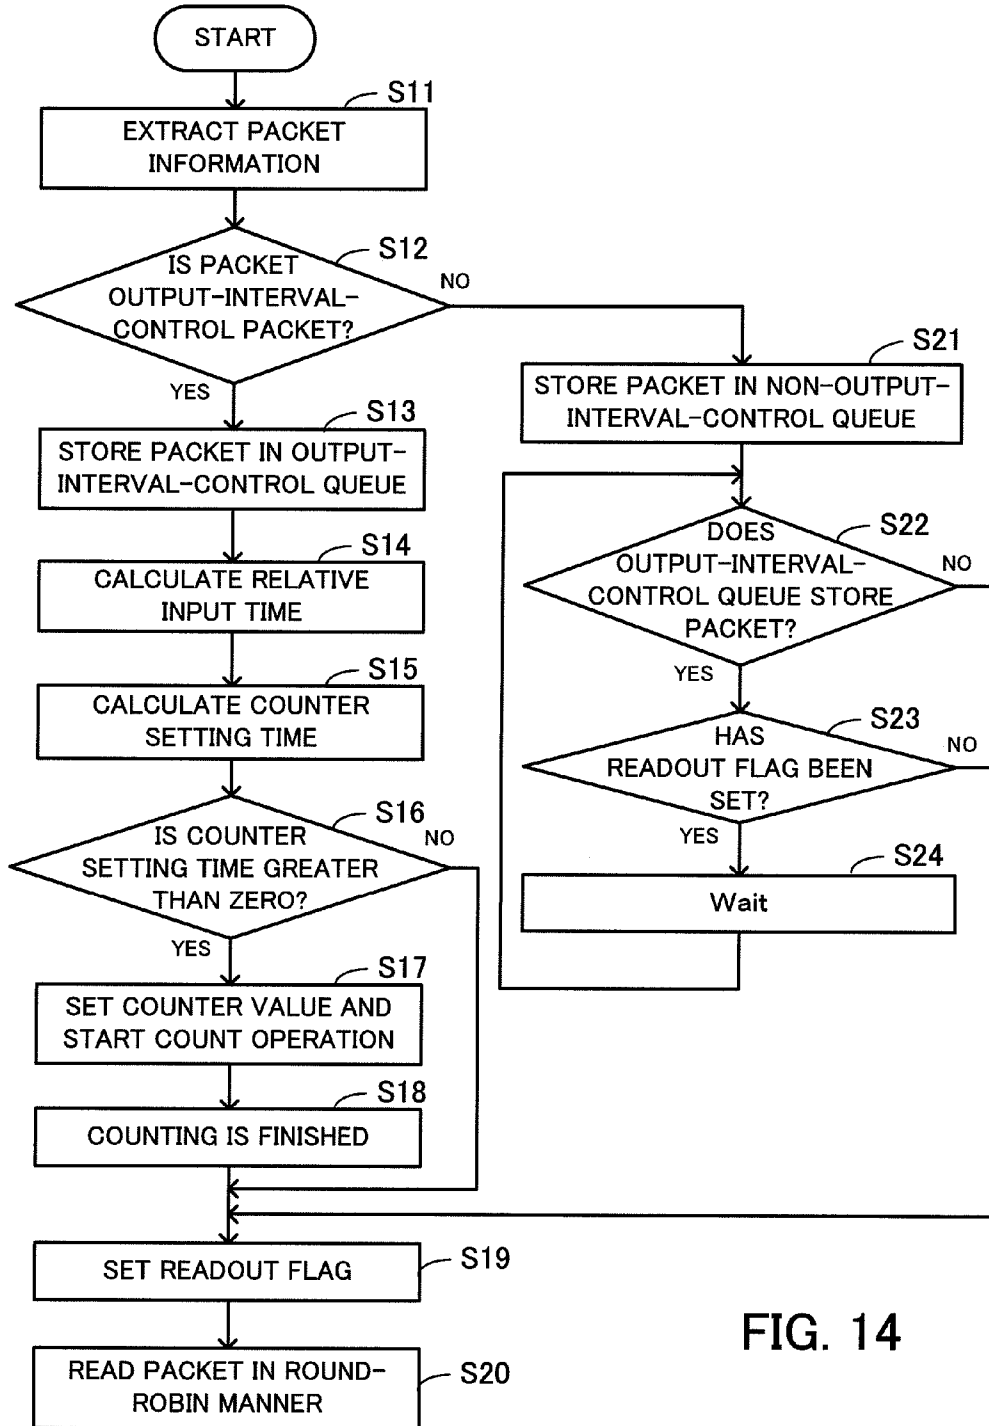 START
S11
EXTRACT PACKET
INFORMATION
S12
IS PACKET
OUTPUT-INTERVAL-
CONTROL PACKET?
NO
YES
S13
STORE PACKET IN OUTPUT-
INTERVAL-CONTROL QUEUE
S14
CALCULATE RELATIVE
INPUT TIME
S15
CALCULATE COUNTER
SETTING TIME
S16
IS COUNTER
SETTING TIME GREATER
THAN ZERO?
NO
YES
S17
SET COUNTER VALUE AND
START COUNT OPERATION
S18
COUNTING IS FINISHED
S19
SET READOUT FLAG
S20
READ PACKET IN ROUND-
ROBIN MANNER
S21
STORE PACKET IN NON-OUTPUT-
INTERVAL-CONTROL QUEUE
S22
DOES
OUTPUT-INTERVAL-
CONTROL QUEUE STORE
PACKET?
NO
YES
S23
HAS
READOUT FLAG BEEN
SET?
NO
YES
S24
Wait
FIG. 14